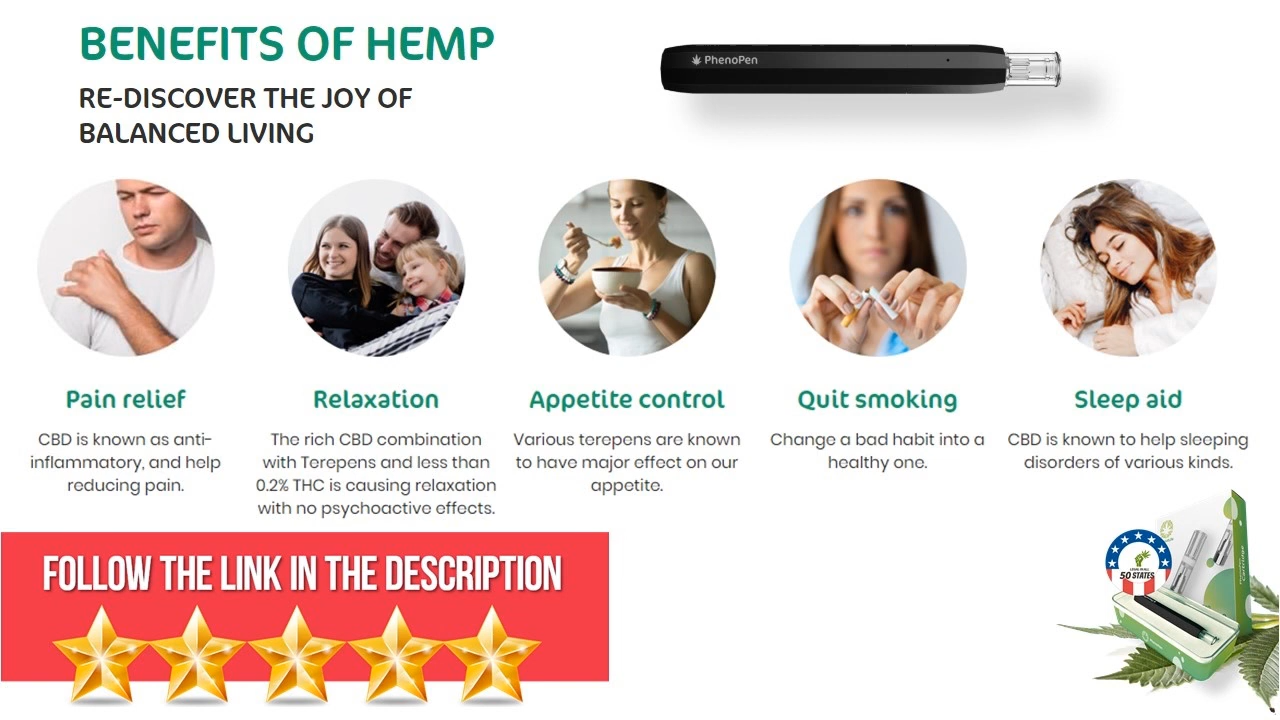 BENEFITS OF HEMP
RE-DISCOVER THE JOY OF
BALANCED LIVING
PhenoPen
Pain relief
CBD is known as anti-
inflammatory, and help
reducing pain.
Relaxation
The rich CBD combination
with Terepens and less than
0.2% THC is causing relaxation
with no psychoactive effects.
Appetite control
Various terepens are known
to have major effect on our
appetite.
Quit smoking
Change a bad habit into a
healthy one.
Sleep aid
CBD is known to help sleeping
disorders of various kinds.
FOLLOW THE LINK IN THE DESCRIPTION
50 STATES